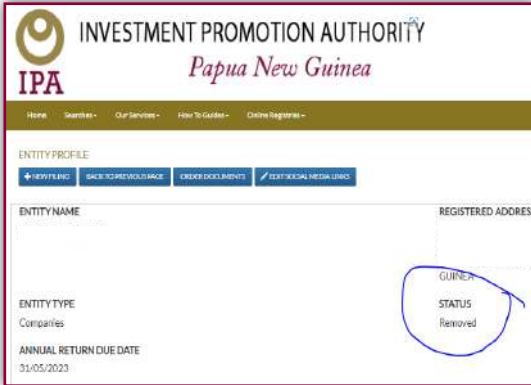 INVESTMENT PROMOTION AUTHORITY
Papua New Guinea
IPA
Home Searches Our Services How To Guides Online Registries
ENTITY PROFILE
+ NEW FILING BACK TO PREVIOUS PAGE ORDER DOCUMENTS EDIT SOCIAL MEDIA LINKS
ENTITY NAME REGISTERED ADDRES
GUINEA
ENTITY TYPE STATUS
Companies Removed
ANNUAL RETURN DUE DATE
31/05/2023